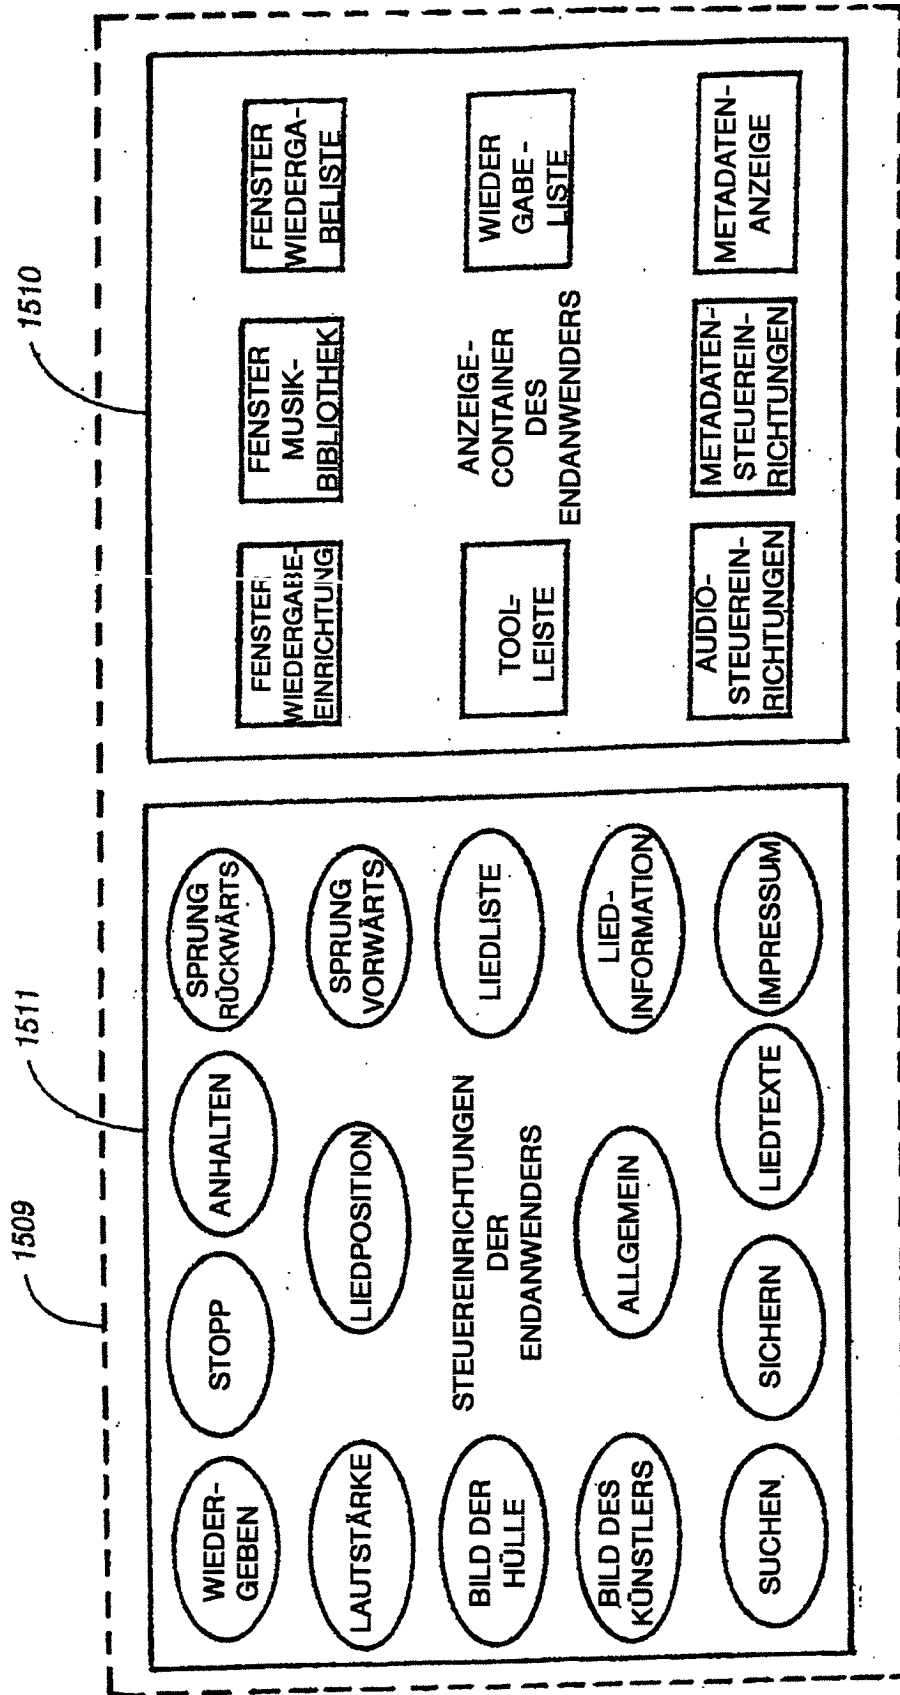 1509
1511
1510
WIEDER-
GEBEN
STOPP
ANHALTEN
SPRUNG
RÜCKWÄRTS
LAUTSTÄRKE
LIEDPOSITION
SPRUNG
VORWÄRTS
BILD DER
HÜLLE
STEUEREINRICHTUNGEN
DER
ENDANWENDERS
LIEDLISTE
BILD DES
KÜNSTLERS
ALLGEMEIN
LIED-
INFORMATION
SUCHEN
SICHERN
LIEDTEXTE
IMPRESSUM
FENSTER
WIEDERGABE-
EINRICHTUNG
FENSTER
MUSIK-
BIBLIOTHEK
FENSTER
WIEDERGA-
BELISTE
TOOL-
LEISTE
ANZEIGE-
CONTAINER
DES
ENDANWENDERS
WIEDER
GABE-
LISTE
AUDIO-
STEUEREIN-
RICHTUNGEN
METADATEN-
STEUEREIN-
RICHTUNGEN
METADATEN-
ANZEIGE